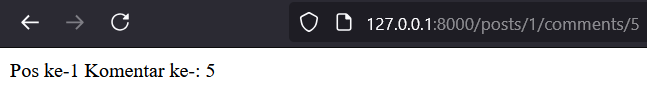 127.0.0.1:8000/posts/1/comments/5
Pos ke-1 Komentar ke-: 5